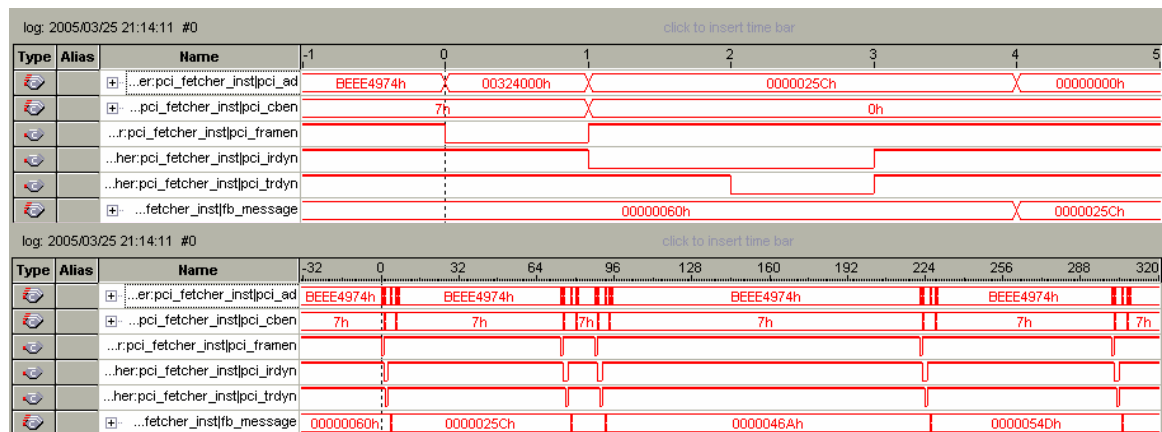 log: 2005/03/25 21:14:11 #0 click to insert time bar
Type Alias Name -1 0 1 2 3 4 5
...er:pci_fetcher_inst|pci_ad BEEE4974h 00324000h 0000025Ch 00000000h
...pci_fetcher_inst|pci_cben 7h 0h
...r:pci_fetcher_inst|pci_framen
...her:pci_fetcher_inst|pci_irdyn
...her:pci_fetcher_inst|pci_trdyn
...fetcher_inst|fb_message 00000060h 0000025Ch
log: 2005/03/25 21:14:11 #0 click to insert time bar
Type Alias Name -32 0 32 64 96 128 160 192 224 256 288 320
...er:pci_fetcher_inst|pci_ad BEEE4974h BEEE4974h BEEE4974h BEEE4974h
...pci_fetcher_inst|pci_cben 7h 7h 7h 7h 7h 7h
...r:pci_fetcher_inst|pci_framen
...her:pci_fetcher_inst|pci_irdyn
...her:pci_fetcher_inst|pci_trdyn
...fetcher_inst|fb_message 00000060h 0000025Ch 0000046Ah 0000054Dh